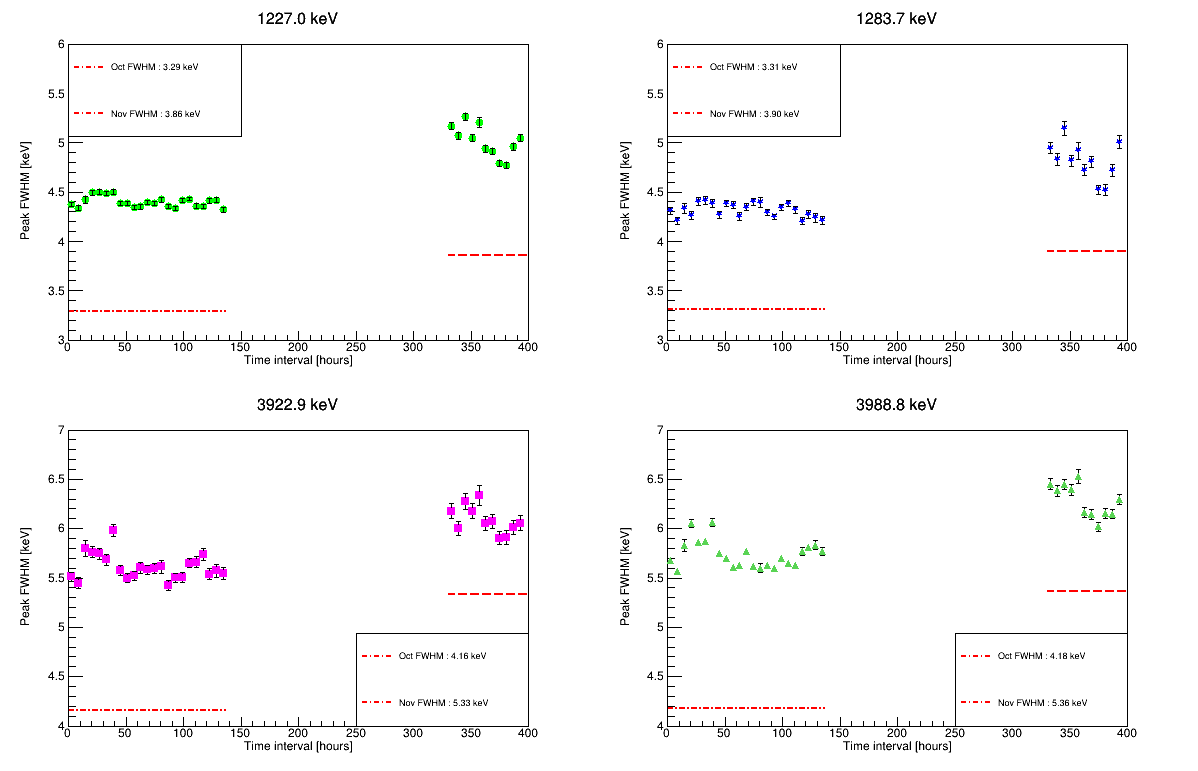 1227.0 keV
Peak FWHM [keV]
6
5.5
5
4.5
4
3.5
3
Oct FWHM : 3.29 keV
Nov FWHM : 3.86 keV
0 50 100 150 200 250 300 350 400
Time interval [hours]
1283.7 keV
Peak FWHM [keV]
6
5.5
5
4.5
4
3.5
3
Oct FWHM : 3.31 keV
Nov FWHM : 3.90 keV
0 50 100 150 200 250 300 350 400
Time interval [hours]
3922.9 keV
Peak FWHM [keV]
7
6.5
6
5.5
5
4.5
4
Oct FWHM : 4.16 keV
Nov FWHM : 5.33 keV
0 50 100 150 200 250 300 350 400
Time interval [hours]
3988.8 keV
Peak FWHM [keV]
7
6.5
6
5.5
5
4.5
4
Oct FWHM : 4.18 keV
Nov FWHM : 5.36 keV
0 50 100 150 200 250 300 350 400
Time interval [hours]